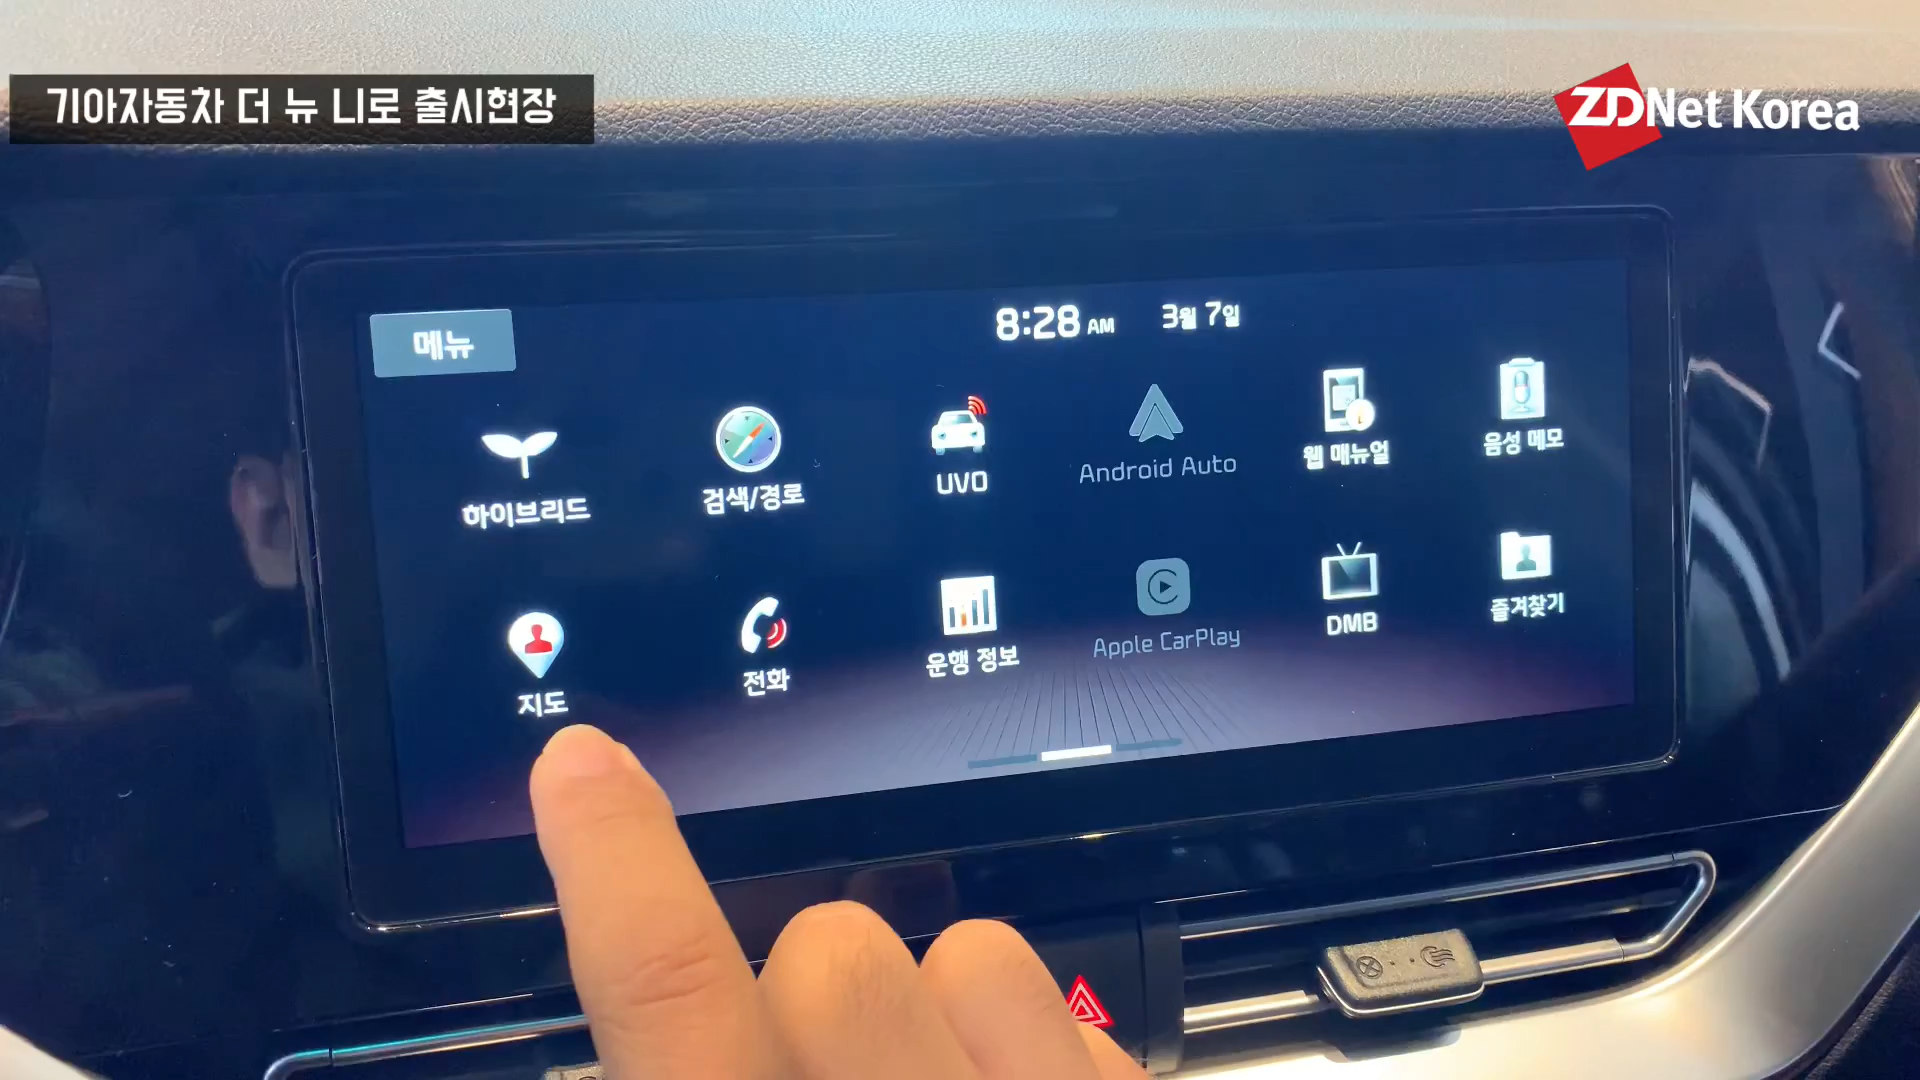 기아자동차 더 뉴 니로 출시현장
ZDNet Korea
메뉴
8:28 AM 3월 7일
하이브리드
검색/경로
UVO
Android Auto
웹 매뉴얼
음성 메모
지도
전화
운행 정보
Apple CarPlay
DMB
즐겨찾기